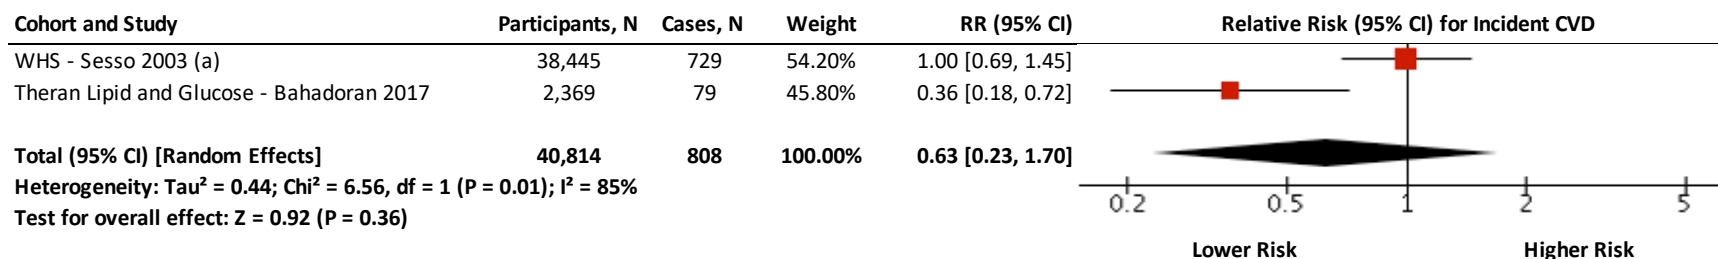 Cohort and Study Participants, N Cases, N Weight RR (95% CI) Relative Risk (95% CI) for Incident CVD
WHS - Sesso 2003 (a) 38,445 729 54.20% 1.00 [0.69, 1.45]
Theran Lipid and Glucose - Bahadoran 2017 2,369 79 45.80% 0.36 [0.18, 0.72]
Total (95% CI) [Random Effects] 40,814 808 100.00% 0.63 [0.23, 1.70]
Heterogeneity: Tau² = 0.44; Chi² = 6.56, df = 1 (P = 0.01); I² = 85%
0.2 0.5 1 2 5
Test for overall effect: Z = 0.92 (P = 0.36)
Lower Risk Higher Risk